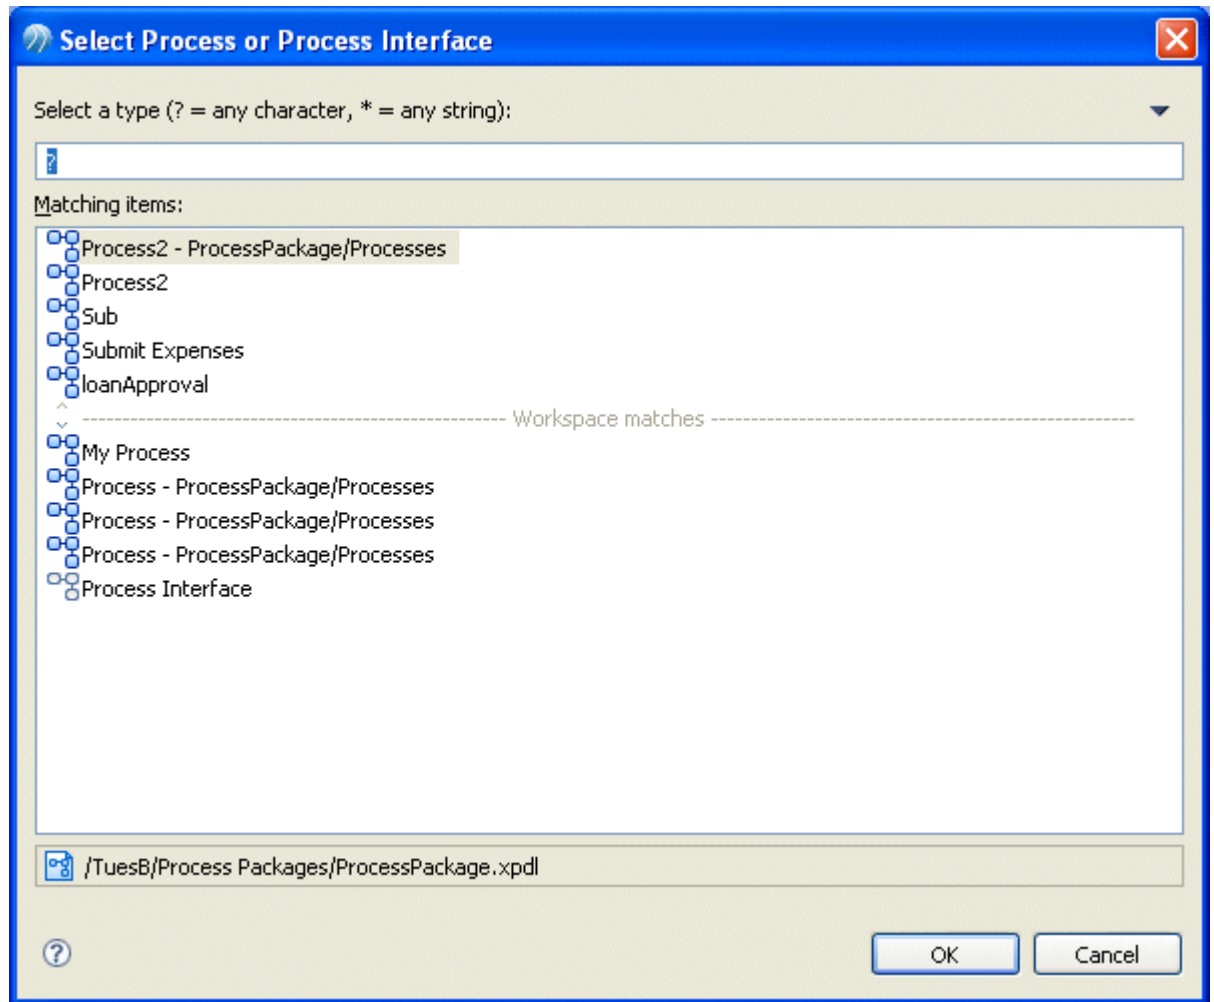 Select Process or Process Interface
Select a type (? = any character, * = any string):
?
Matching items:
Process2 - ProcessPackage/Processes
Process2
Sub
Submit Expenses
loanApproval
Workspace matches
My Process
Process - ProcessPackage/Processes
Process - ProcessPackage/Processes
Process - ProcessPackage/Processes
Process Interface
/TuesB/Process Packages/ProcessPackage.xpdl
? OK Cancel